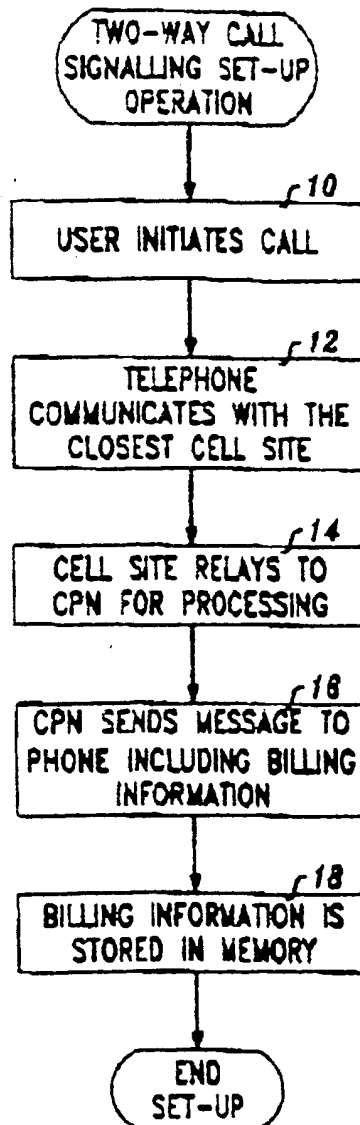 TWO-WAY CALL
SIGNALLING SET-UP
OPERATION
10
USER INITIATES CALL
12
TELEPHONE
COMMUNICATES WITH THE
CLOSEST CELL SITE
14
CELL SITE RELAYS TO
CPN FOR PROCESSING
16
CPN SENDS MESSAGE TO
PHONE INCLUDING BILLING
INFORMATION
18
BILLING INFORMATION IS
STORED IN MEMORY
END
SET-UP